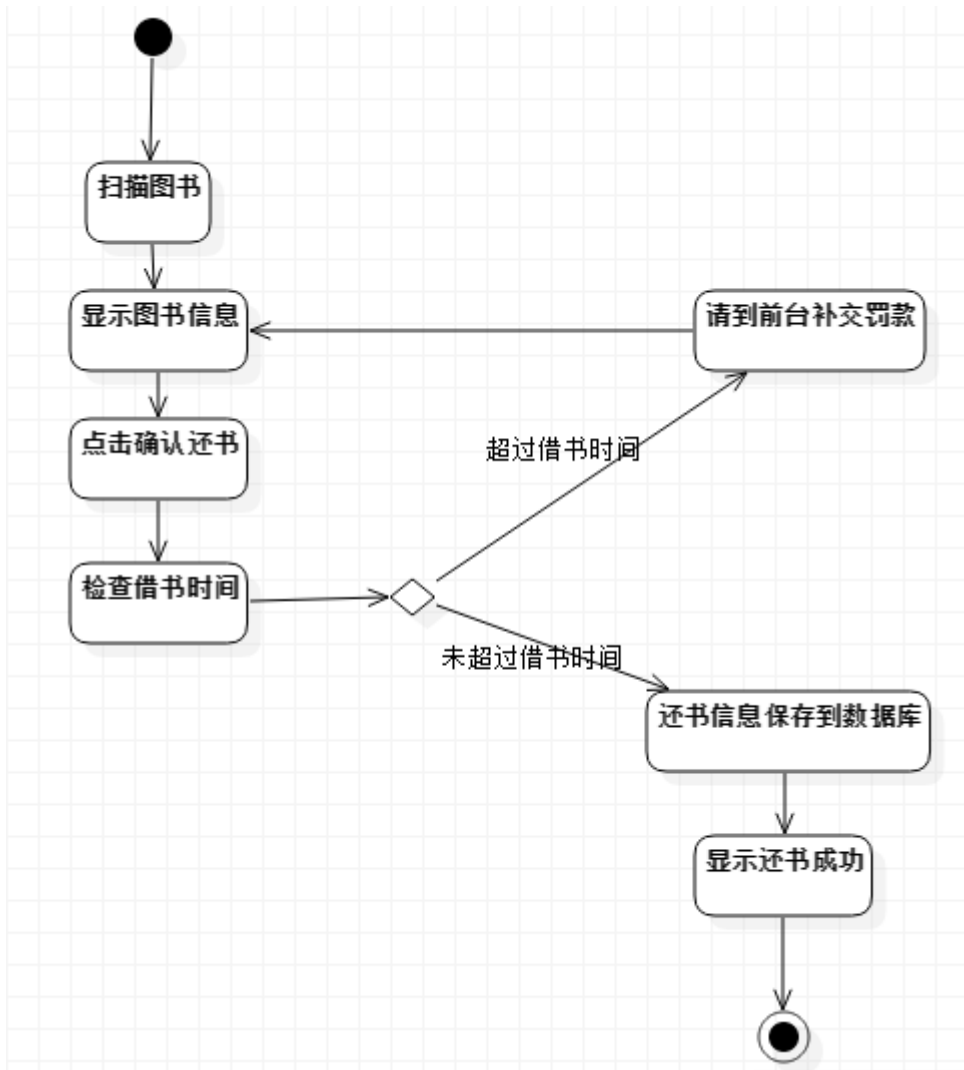 扫描图书
显示图书信息
请到前台补交罚款
点击确认还书
超过借书时间
检查借书时间
未超过借书时间
还书信息保存到数据库
显示还书成功